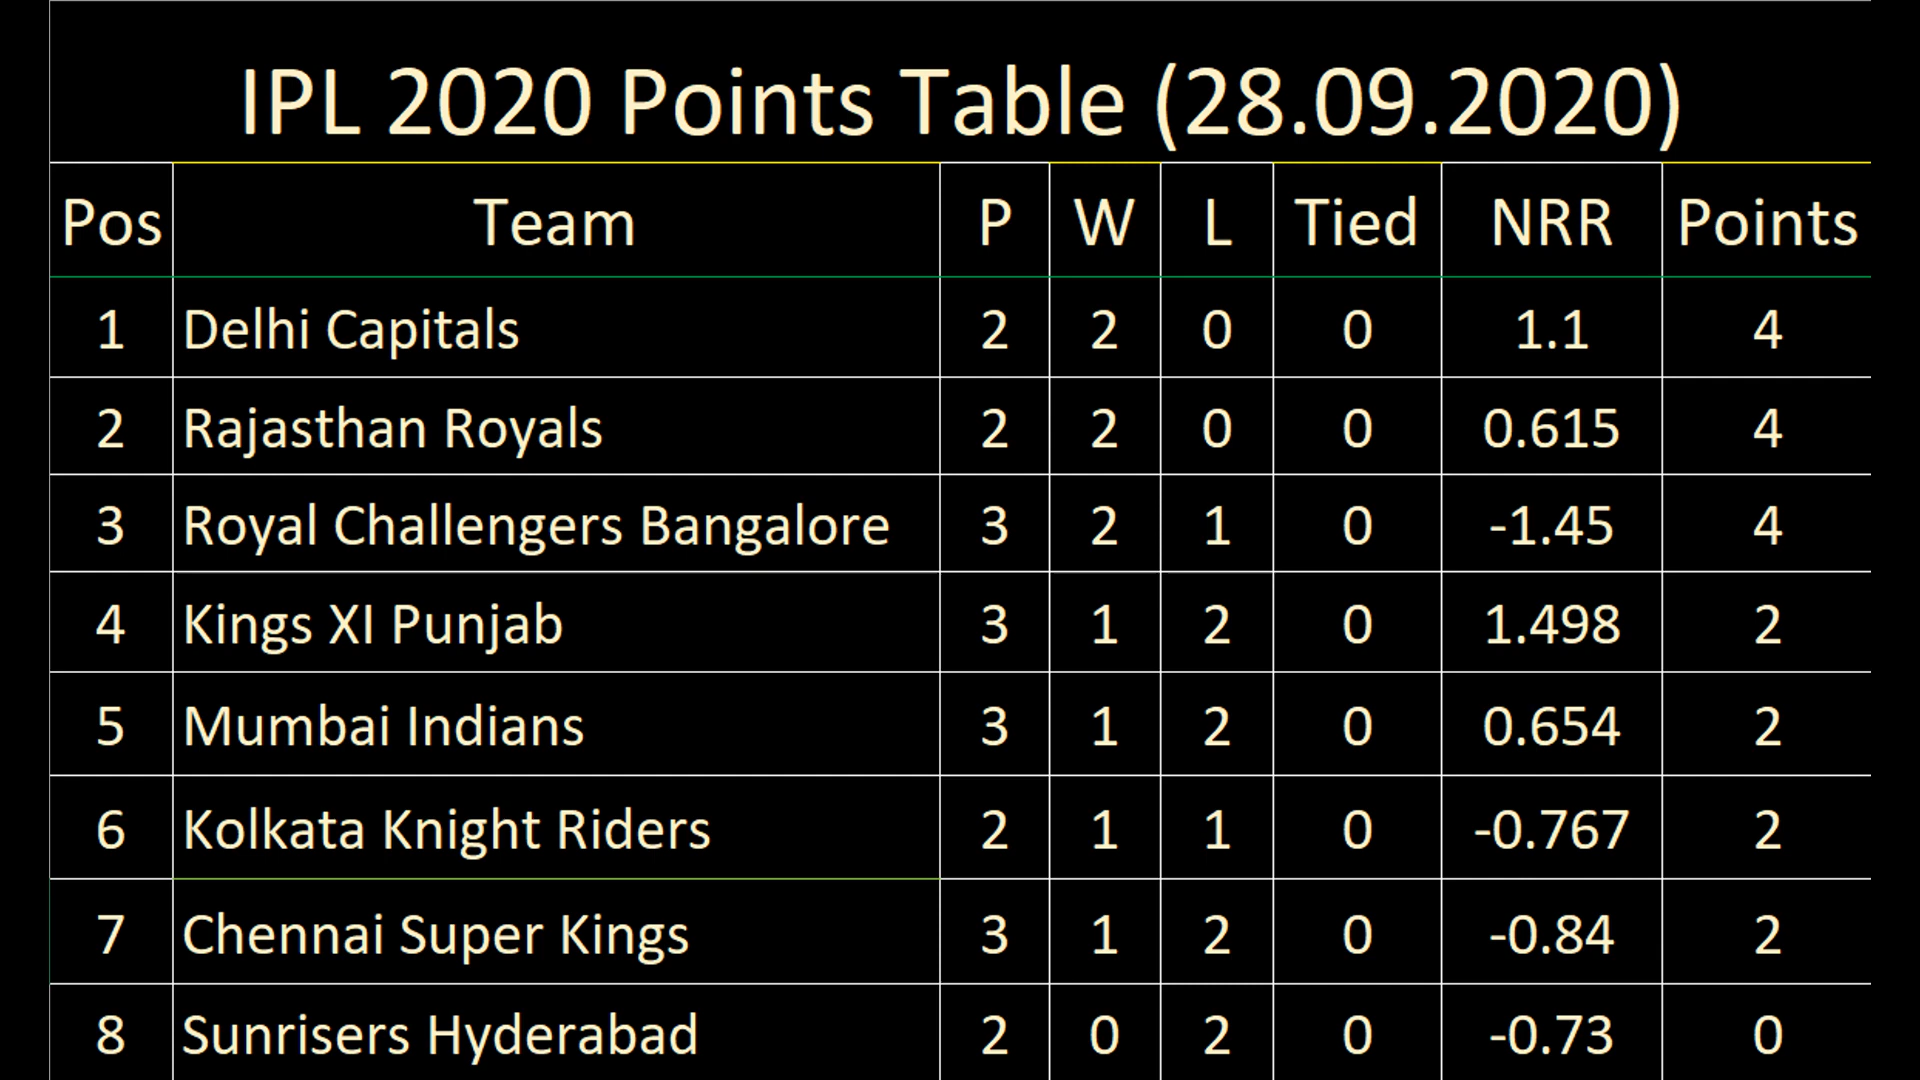 IPL 2020 Points Table (28.09.2020)
Pos Team P W L Tied NRR Points
1 Delhi Capitals 2 2 0 0 1.1 4
2 Rajasthan Royals 2 2 0 0 0.615 4
3 Royal Challengers Bangalore 3 2 1 0 -1.45 4
4 Kings XI Punjab 3 1 2 0 1.498 2
5 Mumbai Indians 3 1 2 0 0.654 2
6 Kolkata Knight Riders 2 1 1 0 -0.767 2
7 Chennai Super Kings 3 1 2 0 -0.84 2
8 Sunrisers Hyderabad 2 0 2 0 -0.73 0